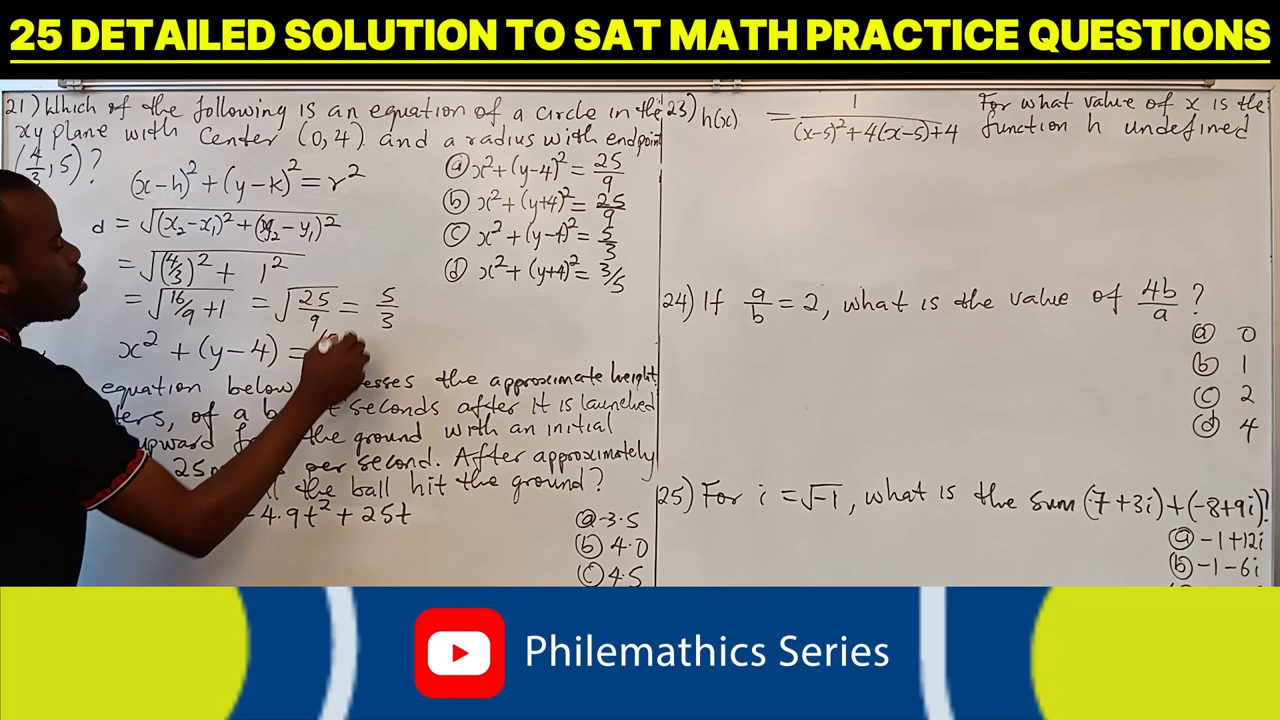 25 DETAILED SOLUTION TO SAT MATH PRACTICE QUESTIONS
21) Which of the following is an equation of a circle in the
xy plane with center (0,4) and a radius with endpoint
(4/3, 5)?
(x-h)² + (y-k)² = r²
d = √(x₂-x₁)² + (y₂-y₁)²
= √(4/3)² + 1²
= √16/9 + 1 = √25/9 = 5/3
x² + (y-4) =
ⓐ x² + (y-4)² = 25/9
ⓑ x² + (y+4)² = 25/9
ⓒ x² + (y-4)² = 5/3
ⓓ x² + (y+4)² = 3/5
equation below the approximate height
of a seconds after it is launched
upward the ground with an initial
25 per second. After approximately
the ball hit the ground?
-4.9t² + 25t
ⓐ -3.5
ⓑ 4.0
ⓒ 4.5
23) h(x) = 1/(x-5)² + 4(x-5) + 4 For what value of x is the
function h undefined
24) If a/b = 2, what is the value of 4b/a?
ⓐ 0
ⓑ 1
ⓒ 2
ⓓ 4
25) For i = √-1, what is the sum (7+3i)+(-8+9i)?
ⓐ -1+12i
ⓑ -1-6i
Philemathics Series